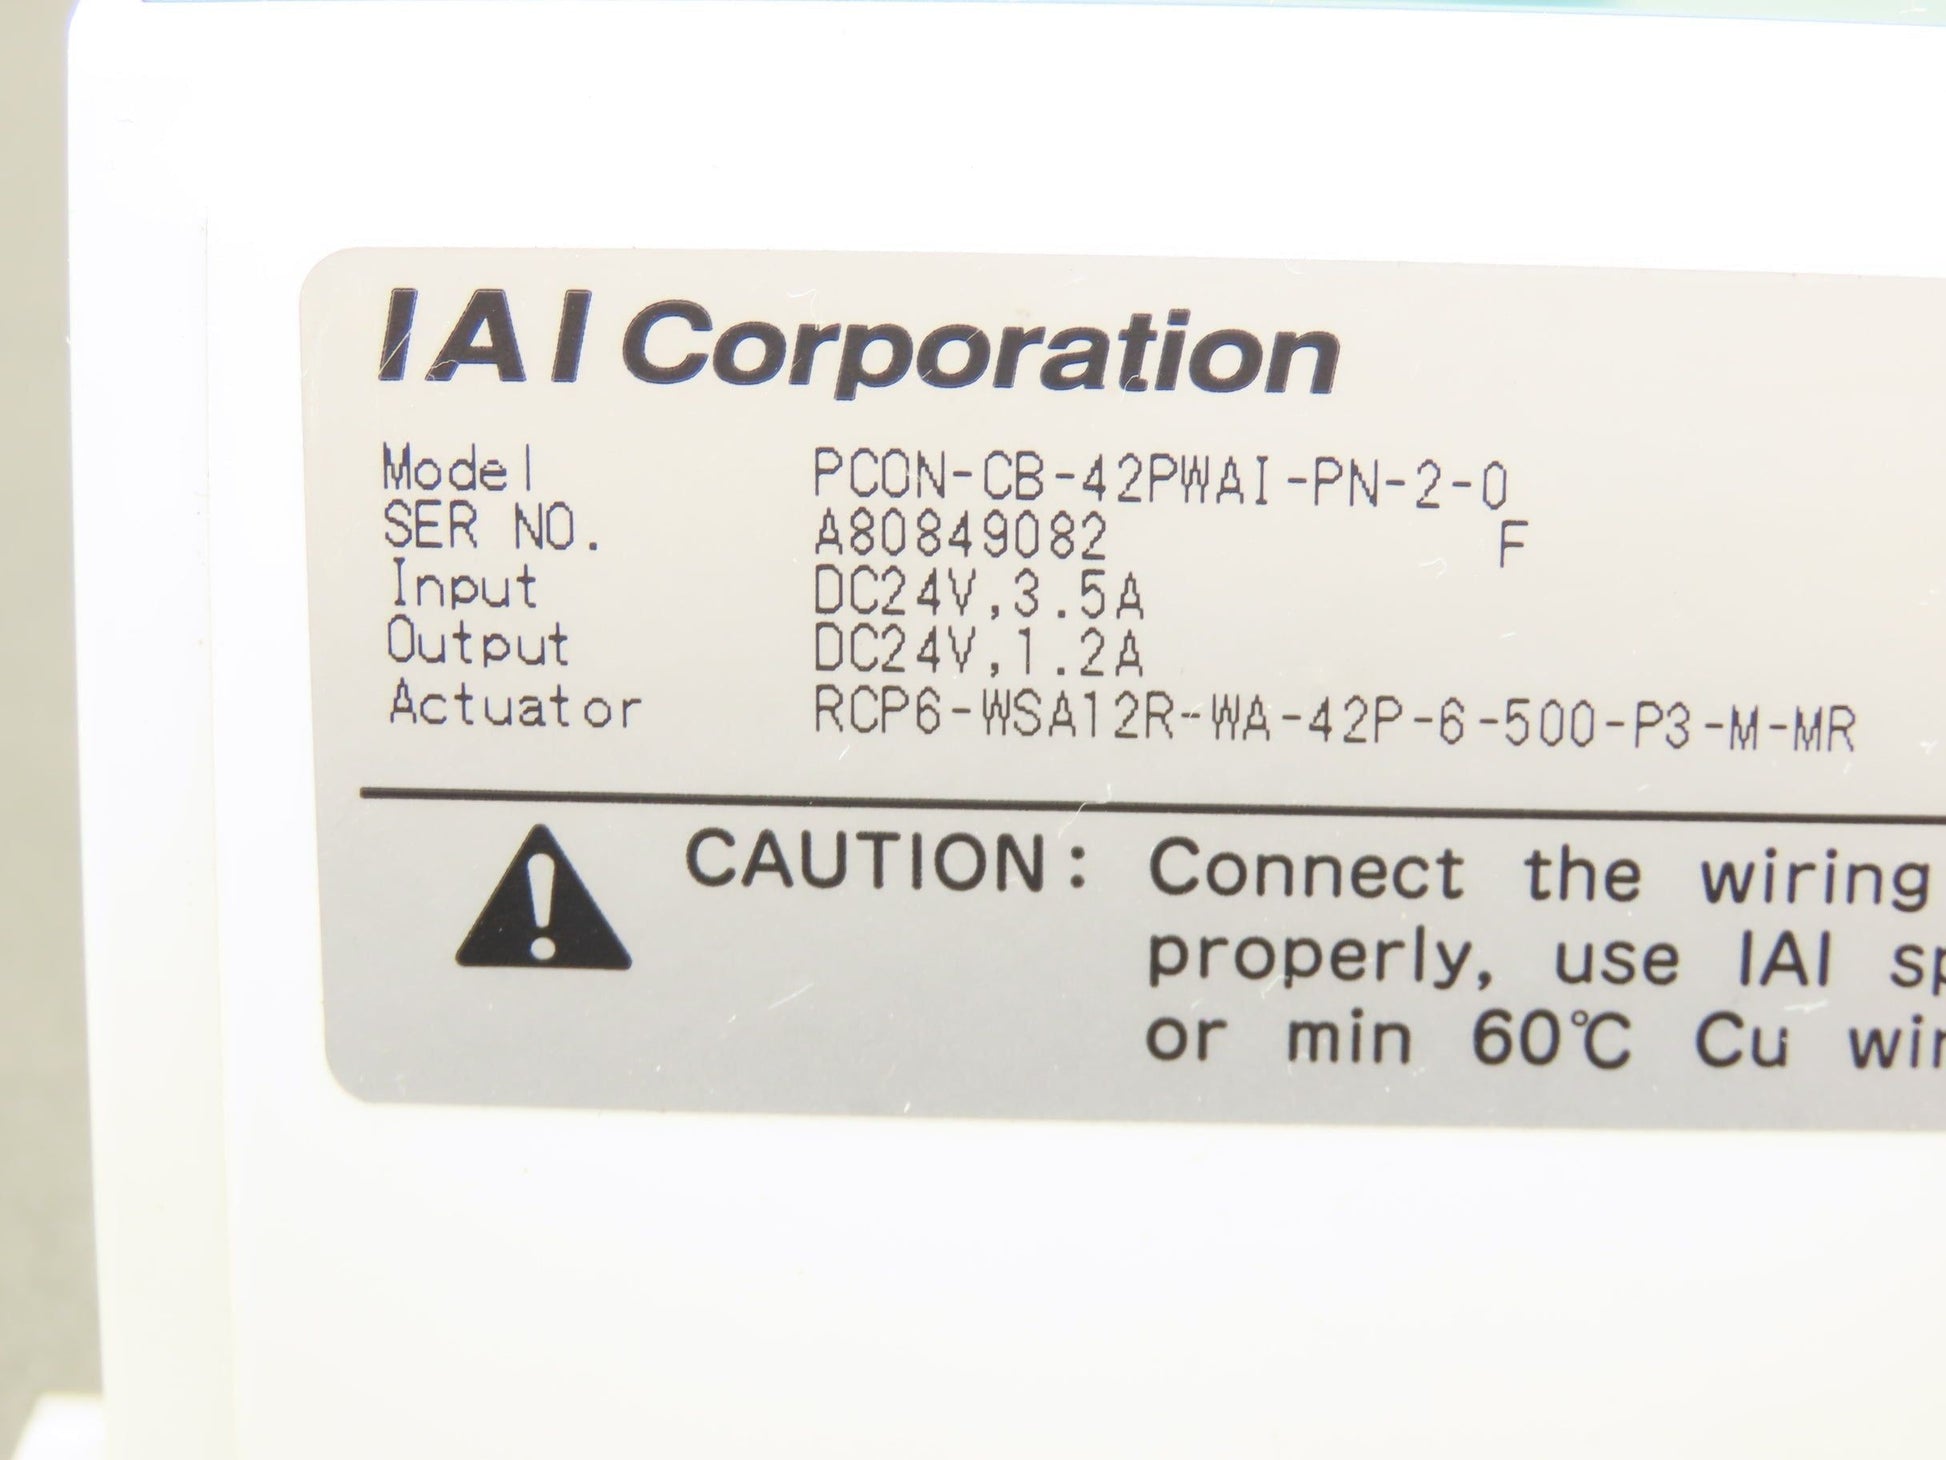 IAI Corporation
Model PCON-CB-42PWAI-PN-2-0
SER NO. A80849082 F
Input DC24V,3.5A
Output DC24V,1.2A
Actuator RCP6-WSA12R-WA-42P-6-500-P3-M-MR
CAUTION: Connect the wiring
properly, use IAI
or min 60℃ Cu